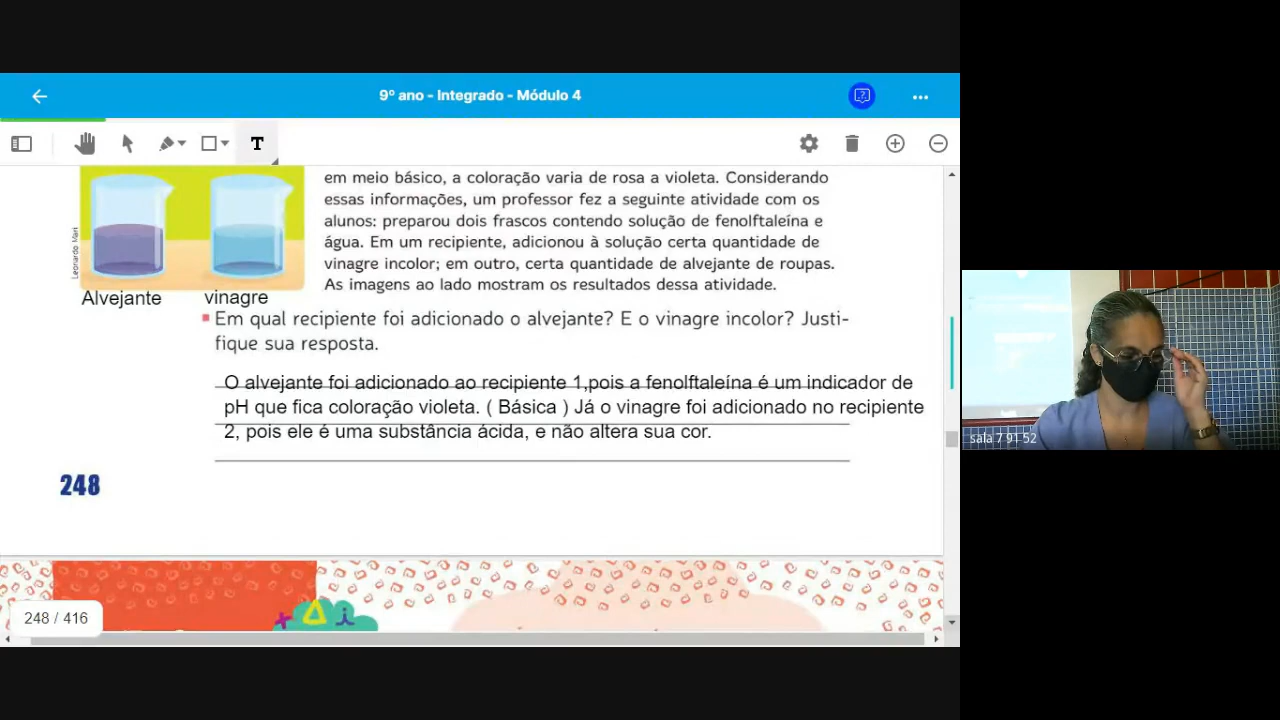 9º ano - Integrado - Módulo 4
T
em meio básico, a coloração varia de rosa a violeta. Considerando
essas informações, um professor fez a seguinte atividade com os
alunos: preparou dois frascos contendo solução de fenolftaleína e
água. Em um recipiente, adicionou à solução certa quantidade de
vinagre incolor; em outro, certa quantidade de alvejante de roupas.
As imagens ao lado mostram os resultados dessa atividade.
Leonardo Mari
Alvejante
vinagre
Em qual recipiente foi adicionado o alvejante? E o vinagre incolor? Justi-
fique sua resposta.
O alvejante foi adicionado ao recipiente 1,pois a fenolftaleína é um indicador de
pH que fica coloração violeta. ( Básica ) Já o vinagre foi adicionado no recipiente
2, pois ele é uma substância ácida, e não altera sua cor.
248
248 / 416
sala 7 91 52